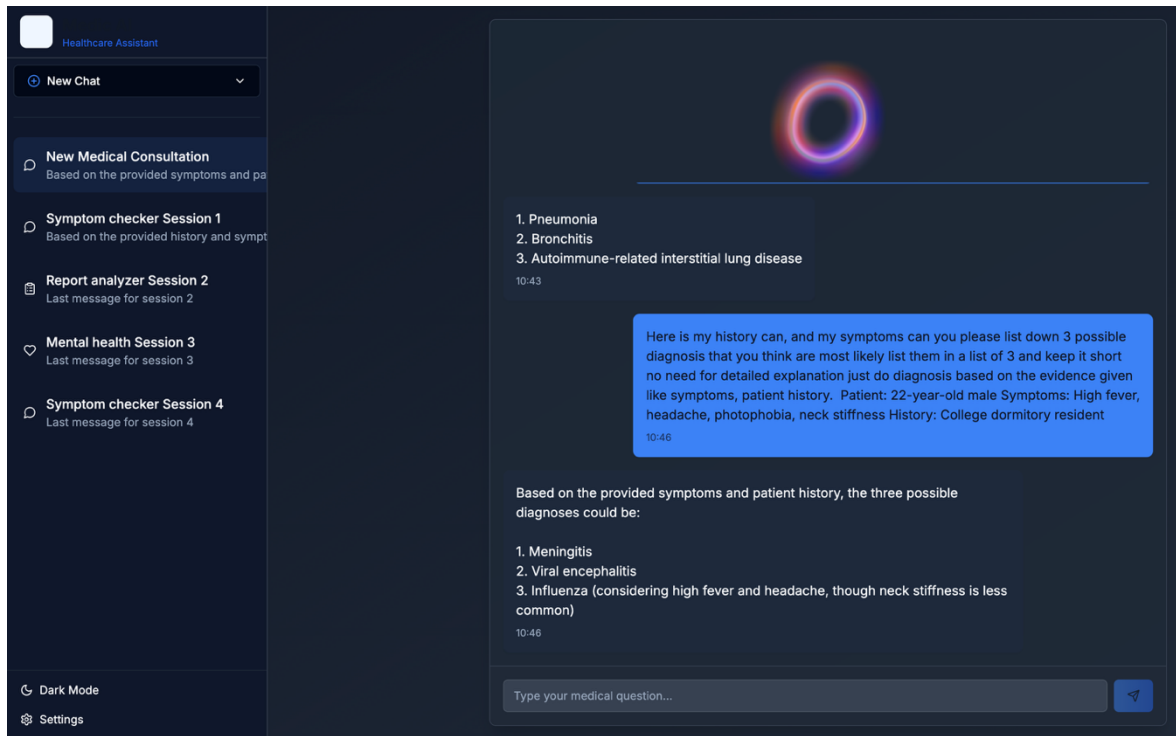 Healthcare Assistant
New Chat
New Medical Consultation
Based on the provided symptoms and pa
Symptom checker Session 1
Based on the provided history and sympt
Report analyzer Session 2
Last message for session 2
Mental health Session 3
Last message for session 3
Symptom checker Session 4
Last message for session 4
Dark Mode
Settings
1. Pneumonia
2. Bronchitis
3. Autoimmune-related interstitial lung disease
10:43
Here is my history can, and my symptoms can you please list down 3 possible
diagnosis that you think are most likely list them in a list of 3 and keep it short
no need for detailed explanation just do diagnosis based on the evidence given
like symptoms, patient history.  Patient: 22-year-old male Symptoms: High fever,
headache, photophobia, neck stiffness History: College dormitory resident
10:46
Based on the provided symptoms and patient history, the three possible
diagnoses could be:
1. Meningitis
2. Viral encephalitis
3. Influenza (considering high fever and headache, though neck stiffness is less
common)
10:46
Type your medical question...